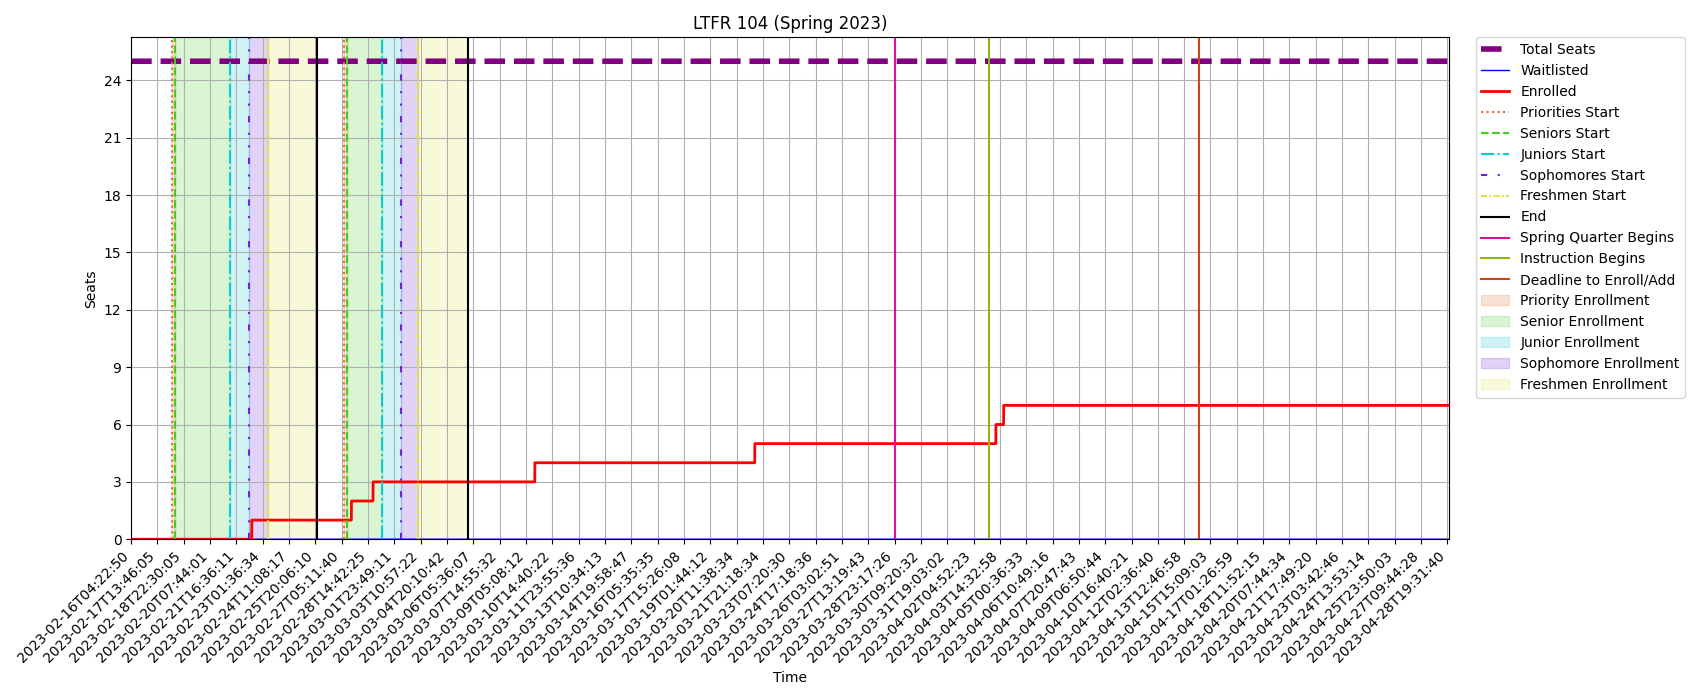 LTFR 104 (Spring 2023)
Seats
24
21
18
15
12
9
6
3
0
2023-02-16T04:22:50
2023-02-17T13:46:05
2023-02-18T22:30:05
2023-02-20T07:44:01
2023-02-21T16:36:11
2023-02-23T01:36:34
2023-02-24T11:08:17
2023-02-25T20:06:10
2023-02-27T05:11:40
2023-02-28T14:42:25
2023-03-01T23:49:11
2023-03-03T10:57:22
2023-03-04T20:10:42
2023-03-06T05:36:07
2023-03-07T14:55:32
2023-03-09T05:08:12
2023-03-10T14:40:22
2023-03-11T23:55:36
2023-03-13T10:34:13
2023-03-14T19:58:47
2023-03-16T05:35:35
2023-03-17T15:26:08
2023-03-19T01:44:12
2023-03-20T11:38:34
2023-03-21T21:18:34
2023-03-23T07:20:30
2023-03-24T17:18:36
2023-03-26T03:02:51
2023-03-27T13:19:43
2023-03-28T23:17:26
2023-03-30T09:20:32
2023-03-31T19:03:02
2023-04-02T04:52:23
2023-04-03T14:32:58
2023-04-05T00:36:33
2023-04-06T10:49:16
2023-04-07T20:47:43
2023-04-09T06:50:44
2023-04-10T16:40:21
2023-04-12T02:36:40
2023-04-13T12:46:58
2023-04-15T15:09:03
2023-04-17T01:26:59
2023-04-18T11:52:15
2023-04-20T07:44:34
2023-04-21T17:49:20
2023-04-23T03:42:46
2023-04-24T13:53:14
2023-04-25T23:50:03
2023-04-27T09:44:28
2023-04-28T19:31:40
Time
Total Seats
Waitlisted
Enrolled
Priorities Start
Seniors Start
Juniors Start
Sophomores Start
Freshmen Start
End
Spring Quarter Begins
Instruction Begins
Deadline to Enroll/Add
Priority Enrollment
Senior Enrollment
Junior Enrollment
Sophomore Enrollment
Freshmen Enrollment